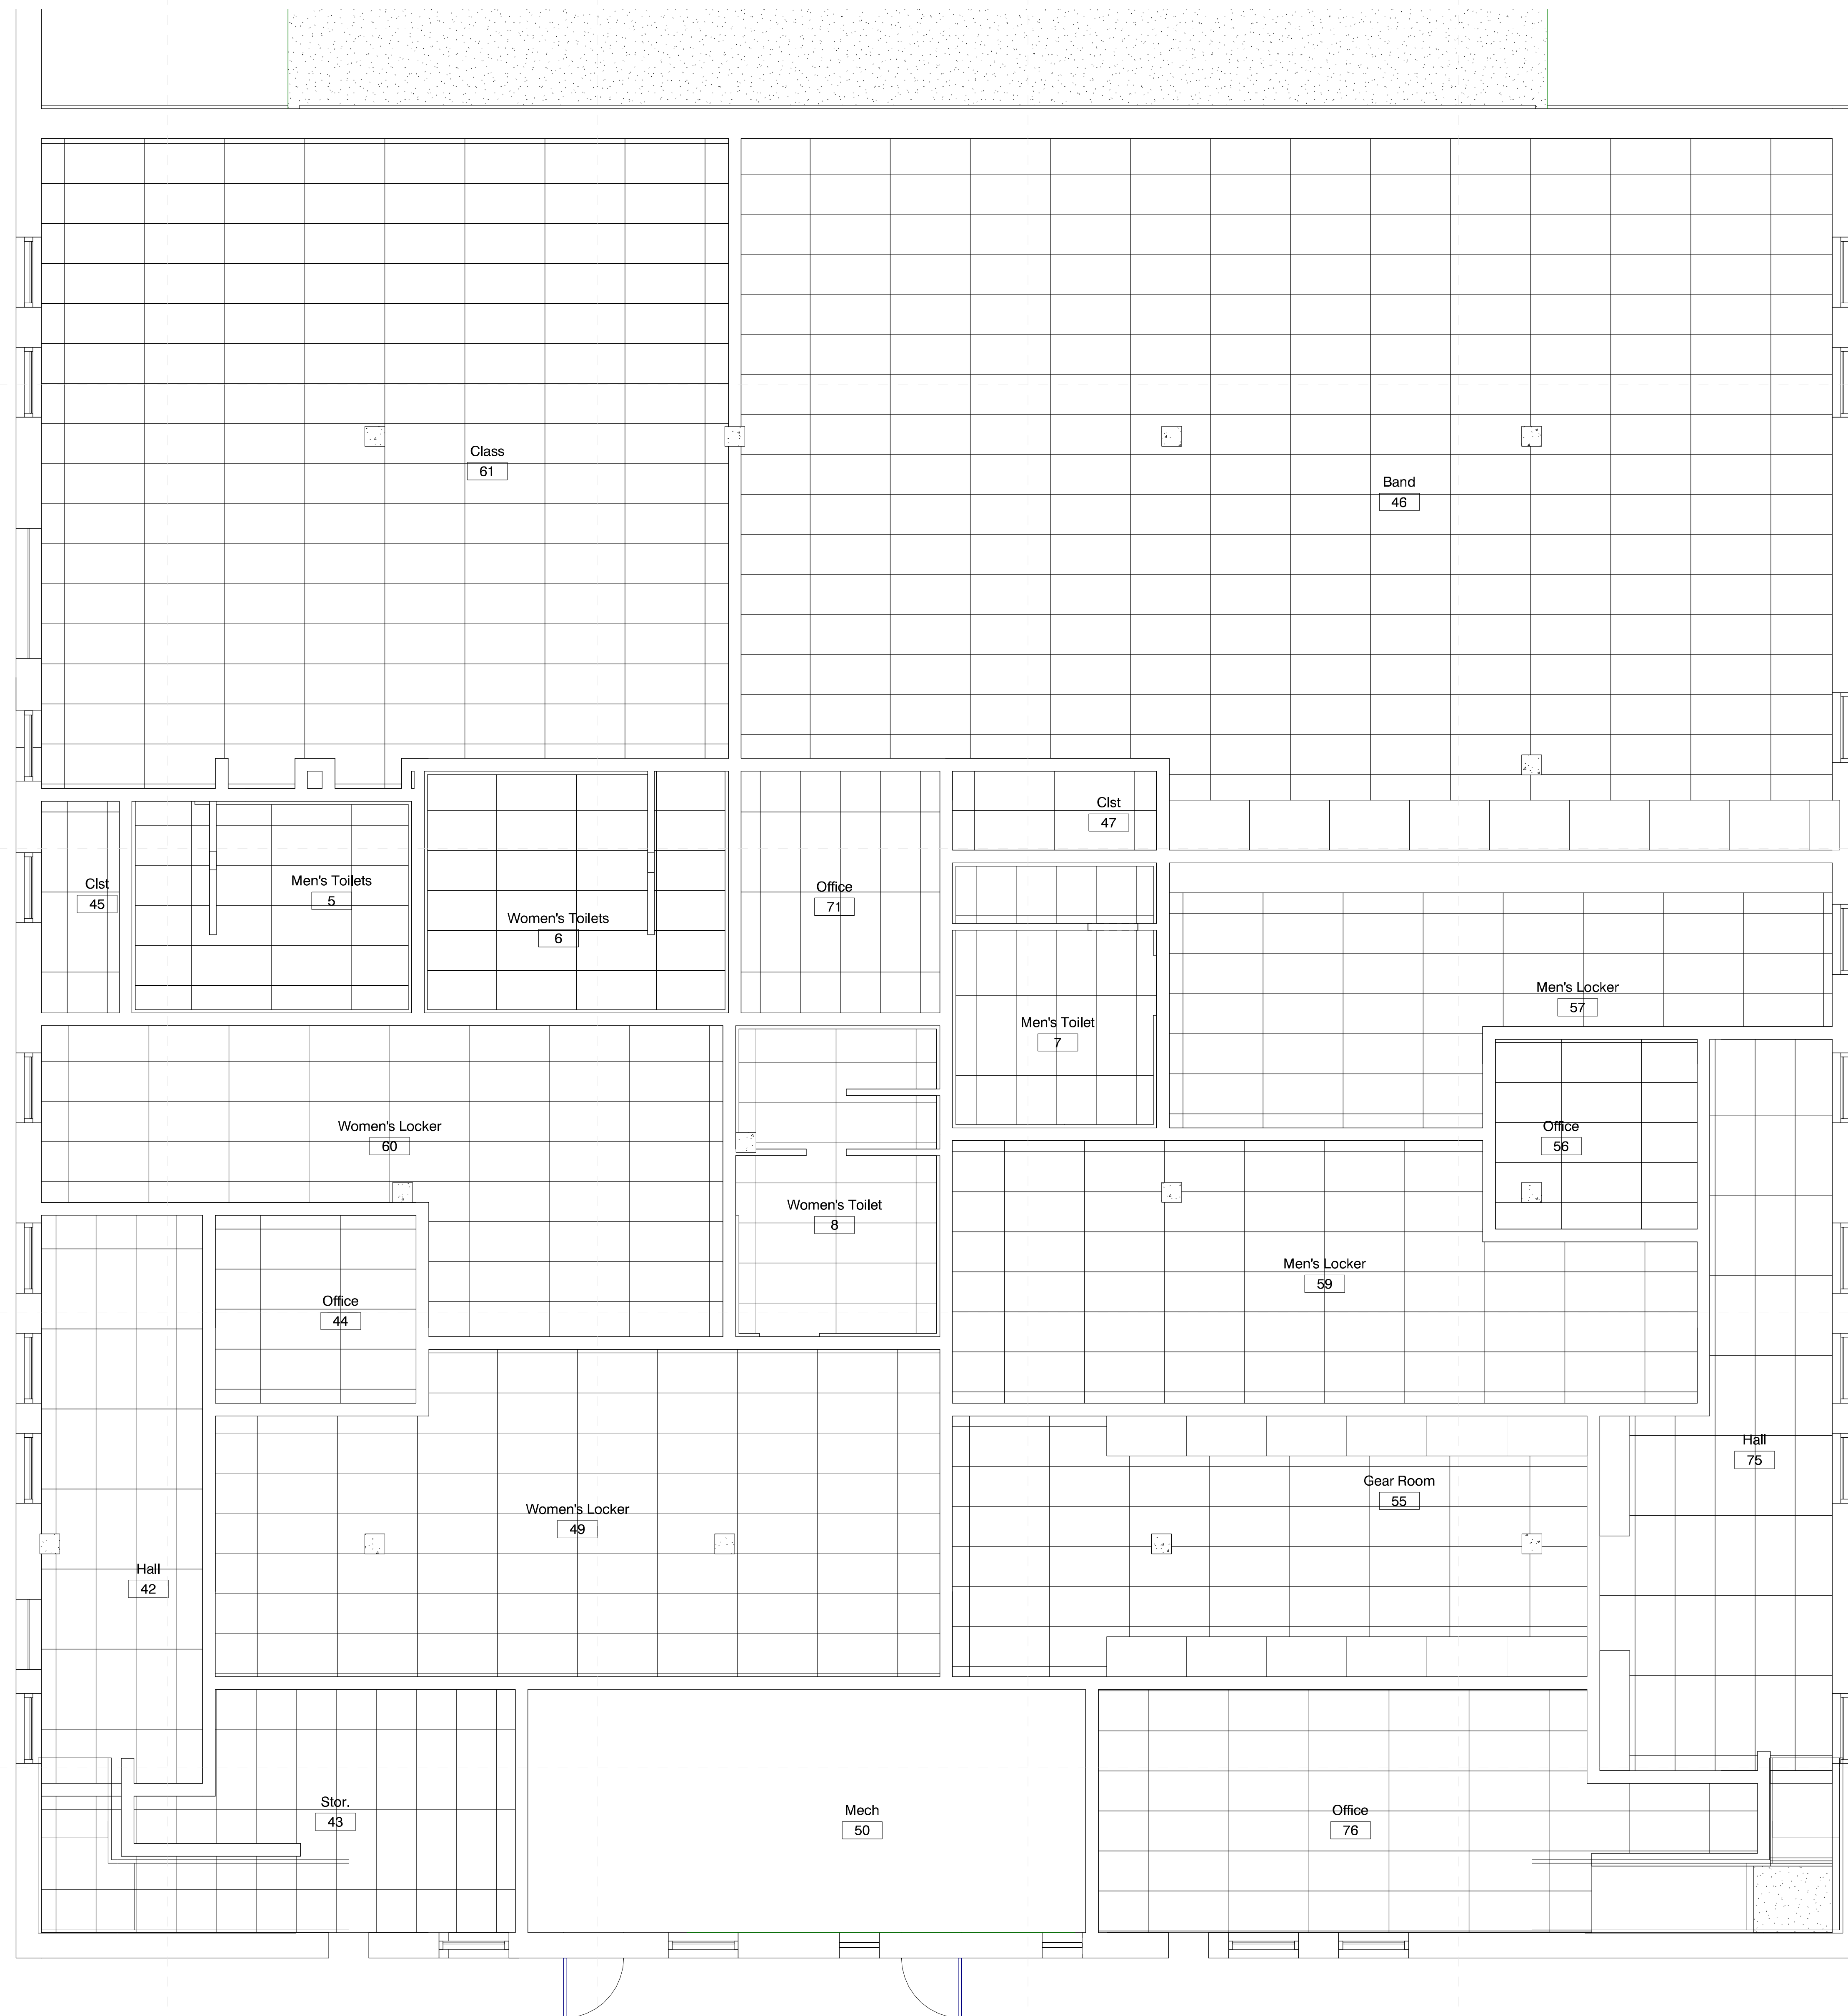 Class
61
Band
46
Clst
47
Clst
45
Men's Toilets
5
Women's Toilets
6
Office
71
Men's Locker
57
Men's Toilet
7
Women's Locker
60
Office
56
Women's Toilet
8
Men's Locker
59
Office
44
Hall
75
Gear Room
55
Women's Locker
49
Hall
42
Stor.
43
Mech
50
Office
76